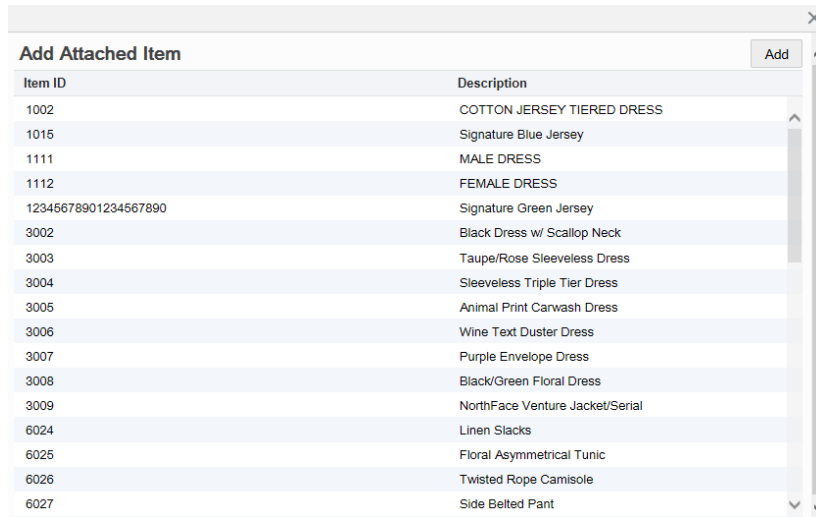 Add Attached Item Add
Item ID Description
1002 COTTON JERSEY TIERED DRESS
1015 Signature Blue Jersey
1111 MALE DRESS
1112 FEMALE DRESS
12345678901234567890 Signature Green Jersey
3002 Black Dress w/ Scallop Neck
3003 Taupe/Rose Sleeveless Dress
3004 Sleeveless Triple Tier Dress
3005 Animal Print Carwash Dress
3006 Wine Text Duster Dress
3007 Purple Envelope Dress
3008 Black/Green Floral Dress
3009 NorthFace Venture Jacket/Serial
6024 Linen Slacks
6025 Floral Asymmetrical Tunic
6026 Twisted Rope Camisole
6027 Side Belted Pant